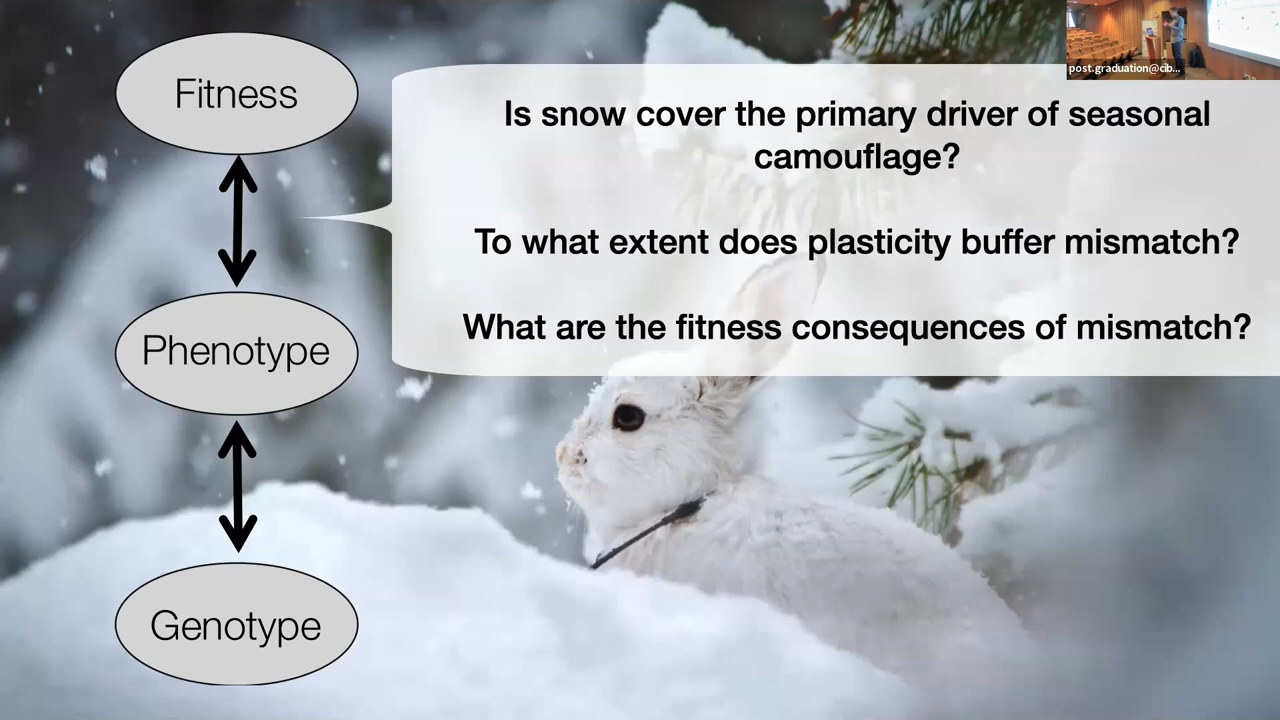 Fitness
Phenotype
Genotype
Is snow cover the primary driver of seasonal
camouflage?
To what extent does plasticity buffer mismatch?
What are the fitness consequences of mismatch?
post.graduation@cib...